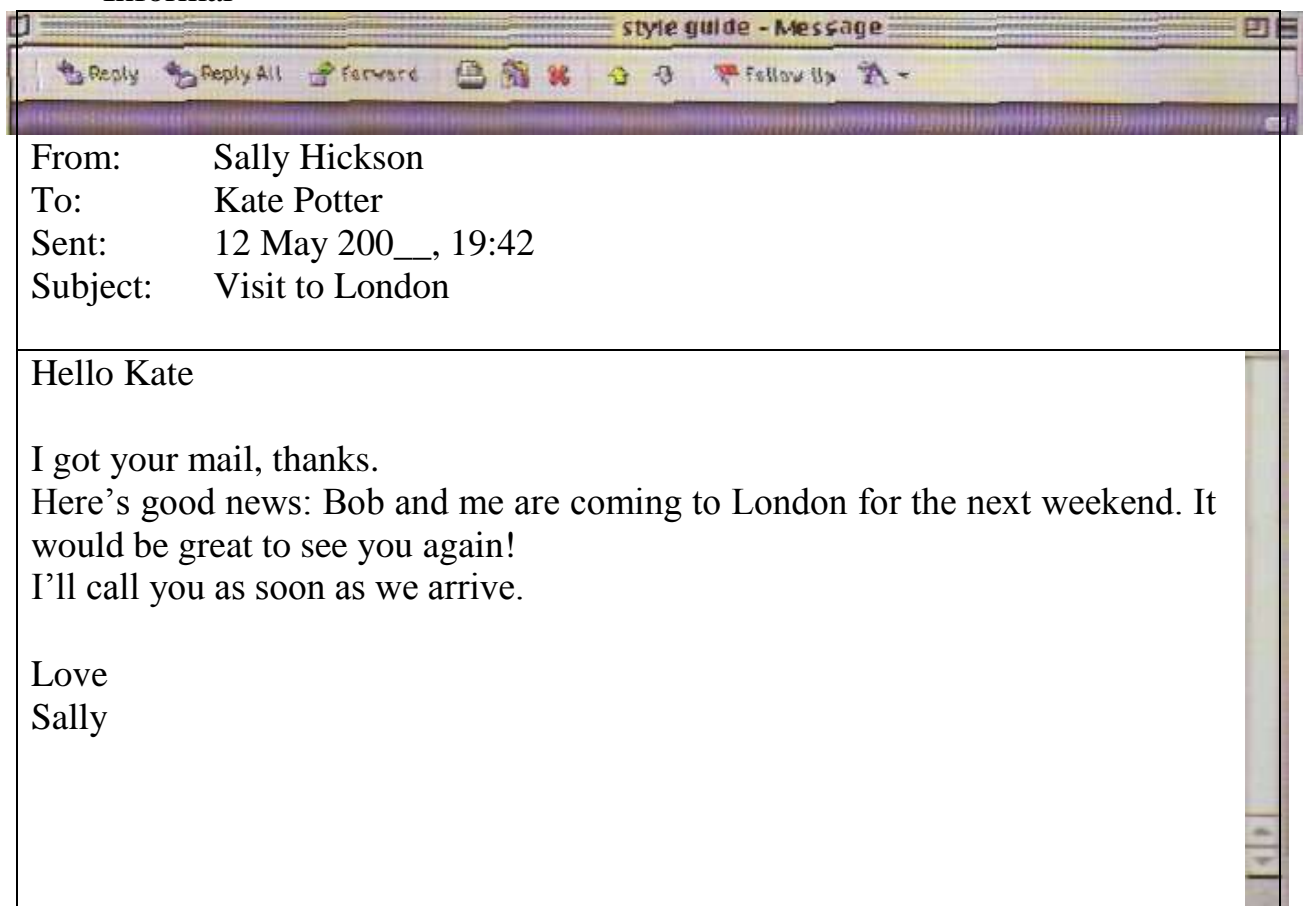 style guide - Message
Reply Reply All Forward Follow Up
From: Sally Hickson
To: Kate Potter
Sent: 12 May 200__, 19:42
Subject: Visit to London
Hello Kate
I got your mail, thanks.
Here’s good news: Bob and me are coming to London for the next weekend. It
would be great to see you again!
I’ll call you as soon as we arrive.
Love
Sally